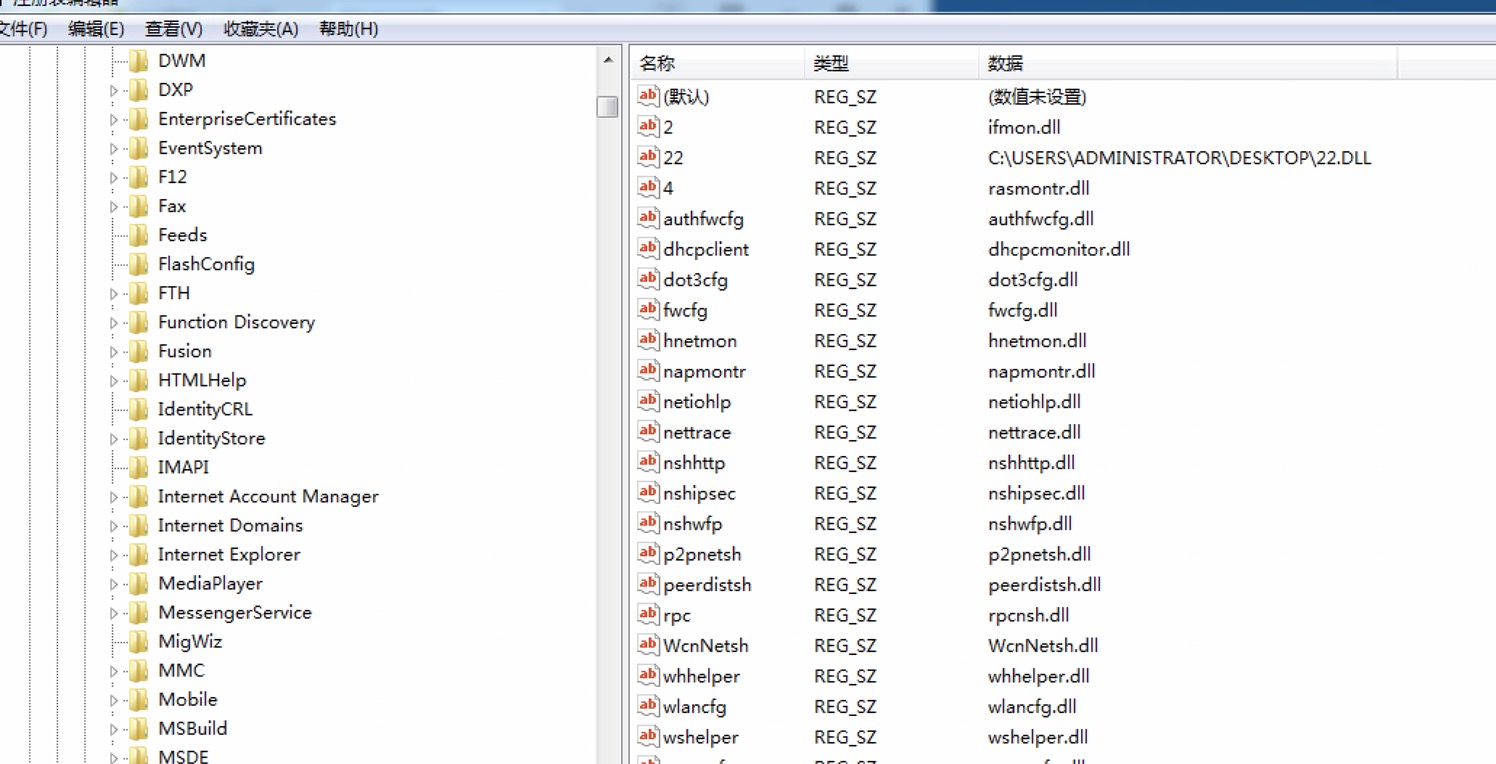 注册表编辑器
文件(F) 编辑(E) 查看(V) 收藏夹(A) 帮助(H)
DWM
DXP
EnterpriseCertificates
EventSystem
F12
Fax
Feeds
FlashConfig
FTH
Function Discovery
Fusion
HTMLHelp
IdentityCRL
IdentityStore
IMAPI
Internet Account Manager
Internet Domains
Internet Explorer
MediaPlayer
MessengerService
MigWiz
MMC
Mobile
MSBuild
MSDE
名称 类型 数据
(默认) REG_SZ (数值未设置)
2 REG_SZ ifmon.dll
22 REG_SZ C:\USERS\ADMINISTRATOR\DESKTOP\22.DLL
4 REG_SZ rasmontr.dll
authfwcfg REG_SZ authfwcfg.dll
dhcpclient REG_SZ dhcpcmonitor.dll
dot3cfg REG_SZ dot3cfg.dll
fwcfg REG_SZ fwcfg.dll
hnetmon REG_SZ hnetmon.dll
napmontr REG_SZ napmontr.dll
netiohlp REG_SZ netiohlp.dll
nettrace REG_SZ nettrace.dll
nshhttp REG_SZ nshhttp.dll
nshipsec REG_SZ nshipsec.dll
nshwfp REG_SZ nshwfp.dll
p2pnetsh REG_SZ p2pnetsh.dll
peerdistsh REG_SZ peerdistsh.dll
rpc REG_SZ rpcnsh.dll
WcnNetsh REG_SZ WcnNetsh.dll
whhelper REG_SZ whhelper.dll
wlancfg REG_SZ wlancfg.dll
wshelper REG_SZ wshelper.dll